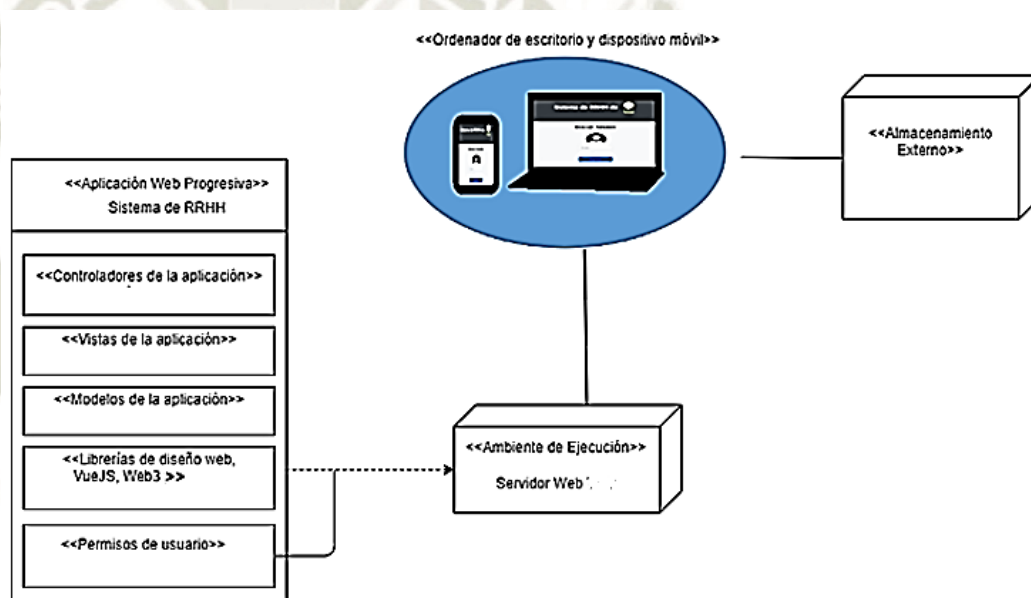 <<Ordenador de escritorio y dispositivo móvil>>
<<Almacenamiento
Externo>>
<<Aplicación Web Progresiva>>
Sistema de RRHH
<<Controladores de la aplicación>>
<<Vistas de la aplicación>>
<<Modelos de la aplicación>>
<<Librerías de diseño web,
VueJS, Web3 >>
<<Permisos de usuario>>
<<Ambiente de Ejecución>>
Servidor Web